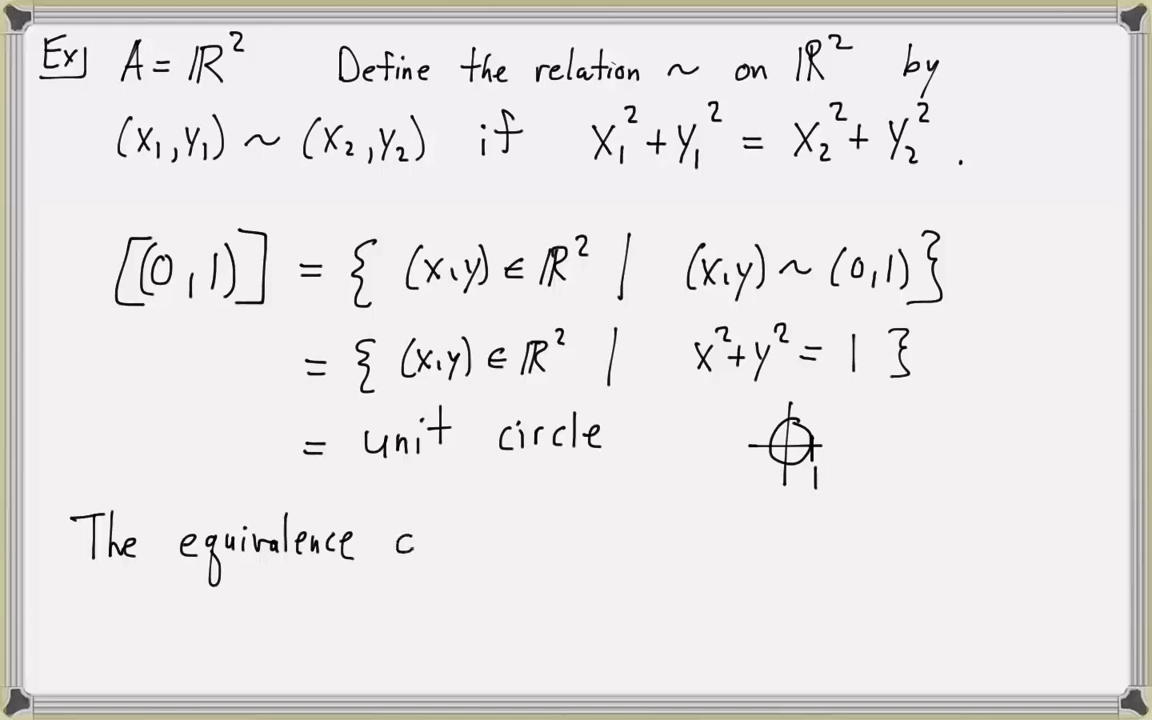 Ex] A = ℝ² Define the relation ~ on ℝ² by
(x₁,y₁) ~ (x₂,y₂) if x₁² + y₁² = x₂² + y₂² .
[(0,1)] = { (x,y) ∈ ℝ² | (x,y) ~ (0,1) }
= { (x,y) ∈ ℝ² | x² + y² = 1 }
= unit circle
1
The equivalence c